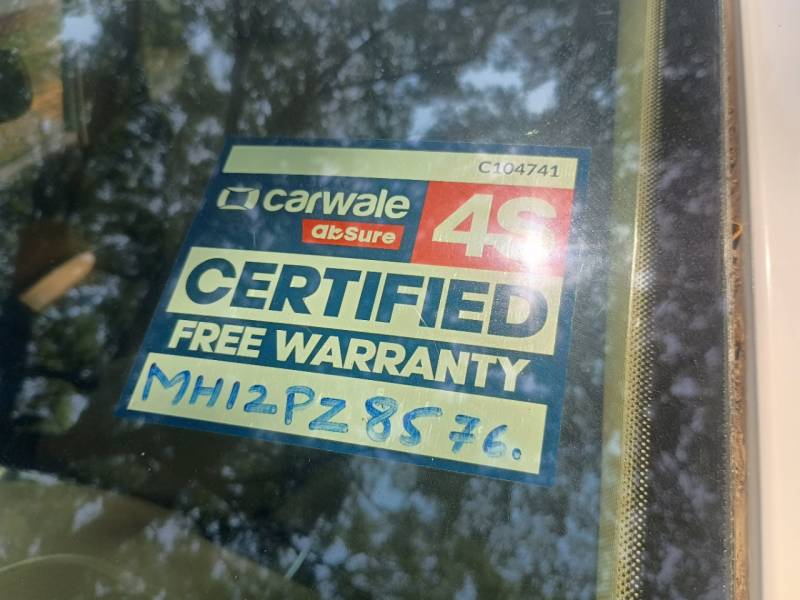 C104741
carwale 4S
abSure
CERTIFIED
FREE WARRANTY
MH12PZ8576.